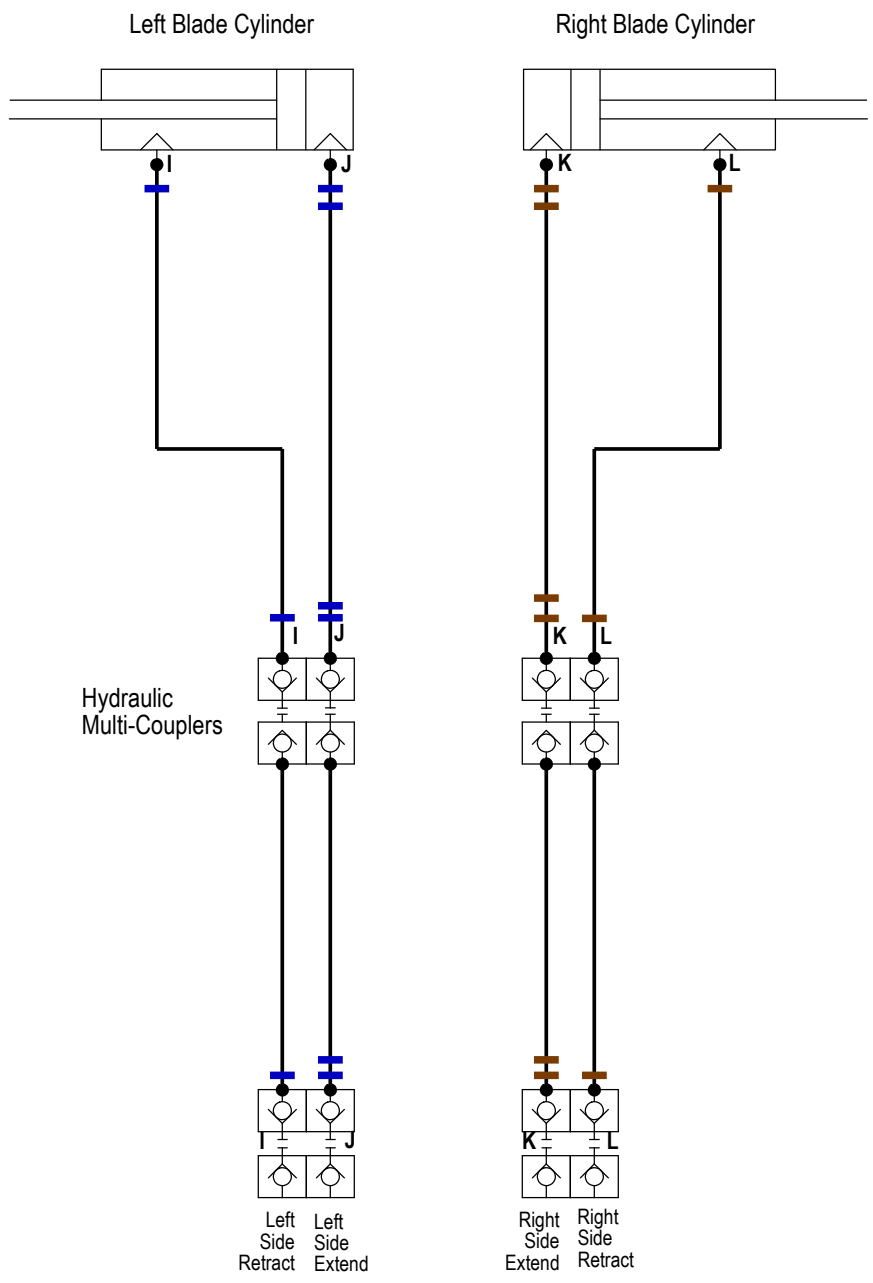 Left Blade Cylinder
Right Blade Cylinder
I
J
K
L
I
J
K
L
Hydraulic
Multi-Couplers
I
J
K
L
Left
Side
Retract
Left
Side
Extend
Right
Side
Extend
Right
Side
Retract